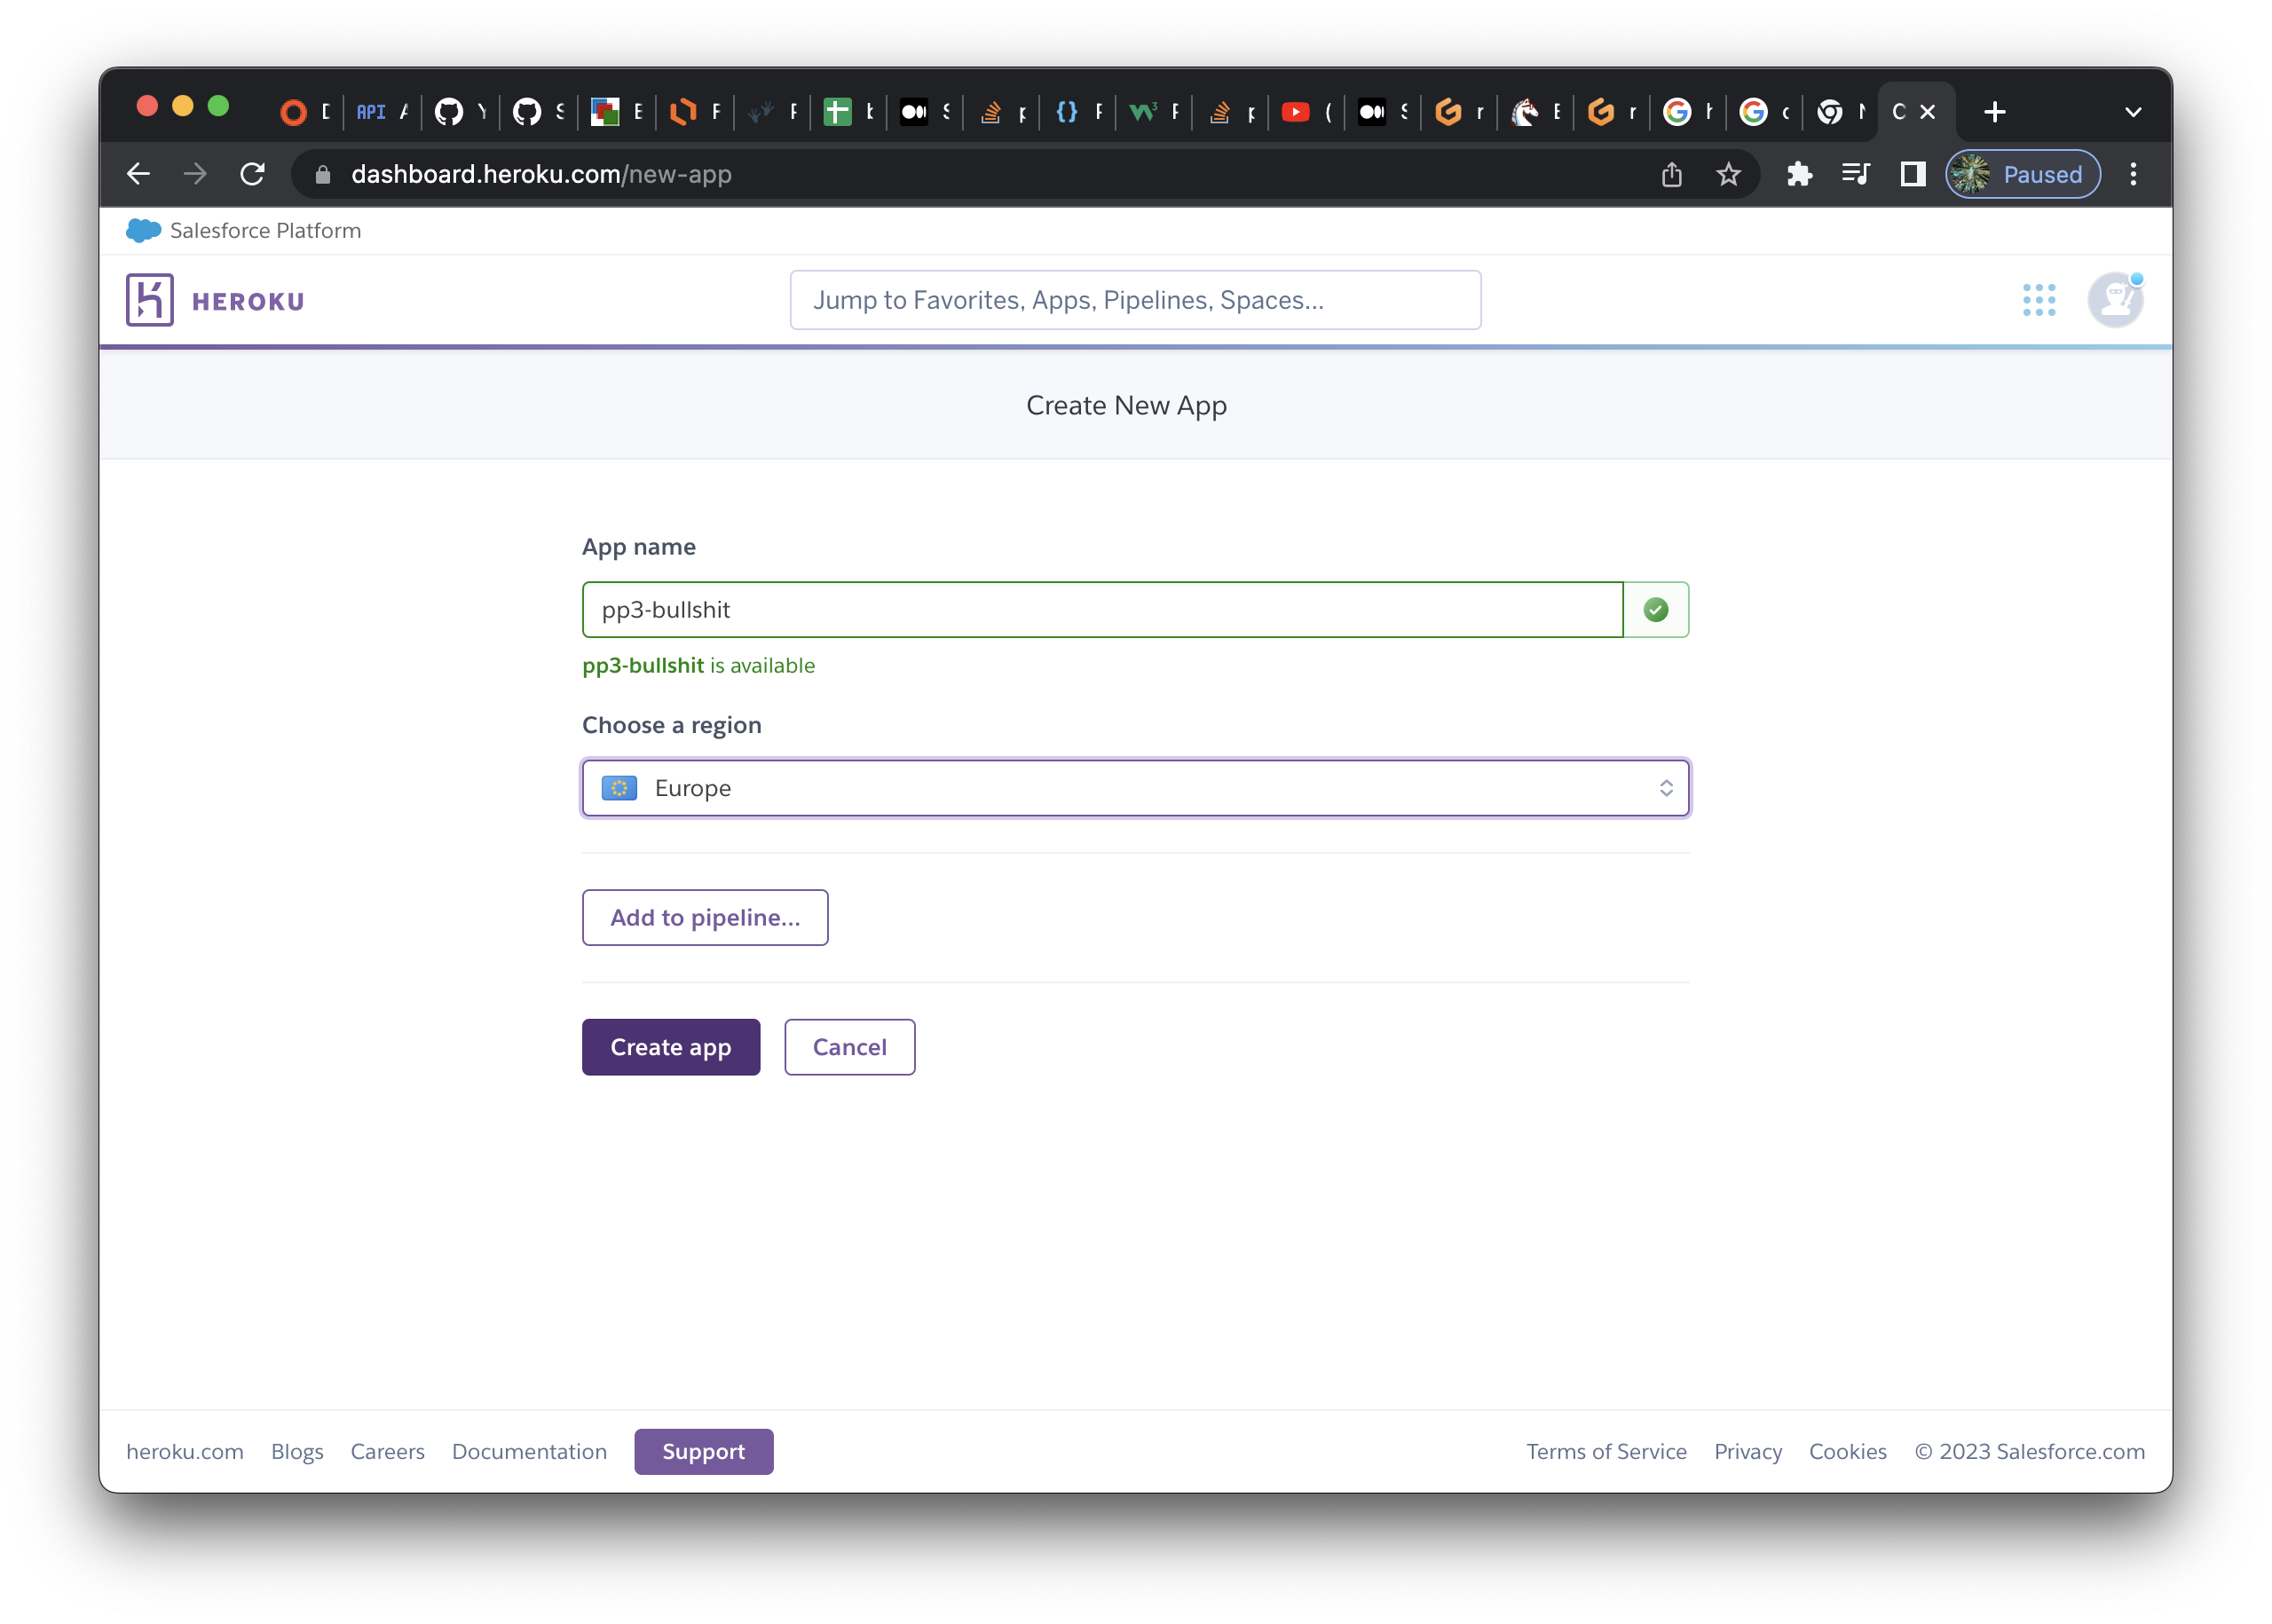 API
dashboard.heroku.com/new-app
Paused
Salesforce Platform
HEROKU
Jump to Favorites, Apps, Pipelines, Spaces...
Create New App
App name
pp3-bullshit
pp3-bullshit is available
Choose a region
Europe
Add to pipeline...
Create app Cancel
heroku.com Blogs Careers Documentation Support Terms of Service Privacy Cookies © 2023 Salesforce.com